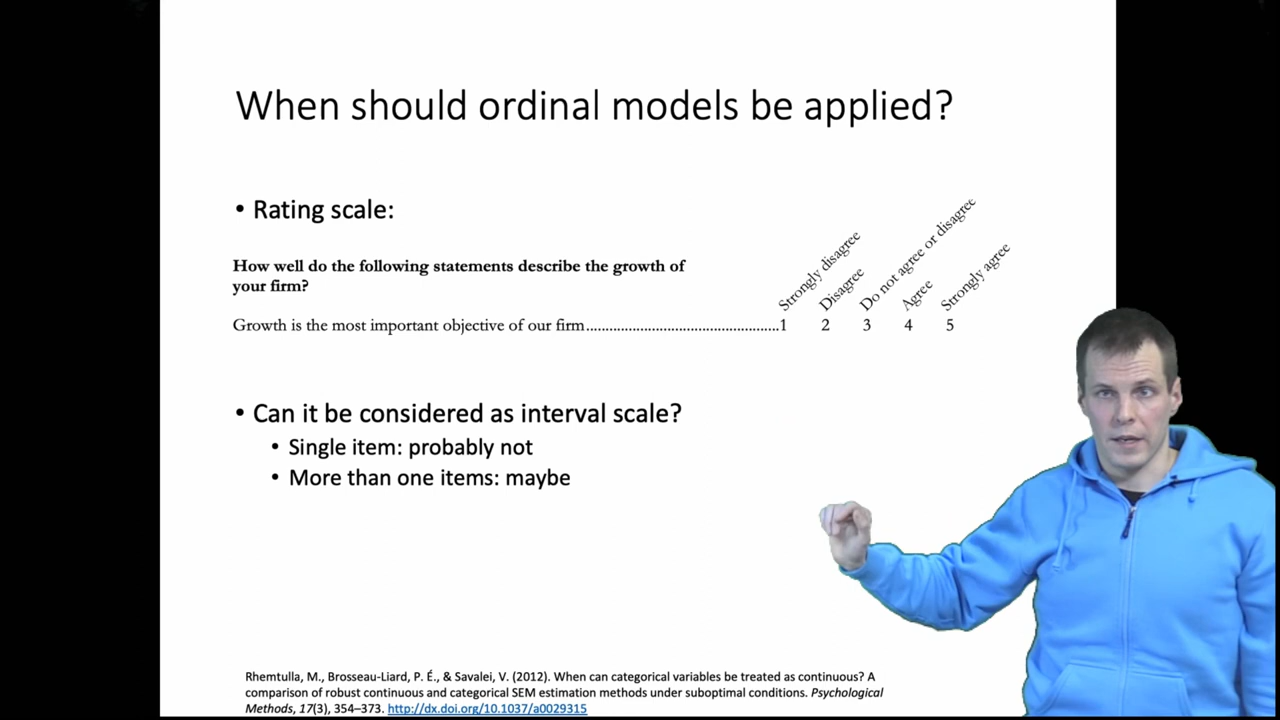 When should ordinal models be applied?
• Rating scale:
How well do the following statements describe the growth of
your firm?
Strongly disagree
Disagree
Do not agree or disagree
Agree
Strongly agree
Growth is the most important objective of our firm.................................................1 2 3 4 5
• Can it be considered as interval scale?
• Single item: probably not
• More than one items: maybe
Rhemtulla, M., Brosseau-Liard, P. É., & Savalei, V. (2012). When can categorical variables be treated as continuous? A
comparison of robust continuous and categorical SEM estimation methods under suboptimal conditions. Psychological
Methods, 17(3), 354–373. http://dx.doi.org/10.1037/a0029315